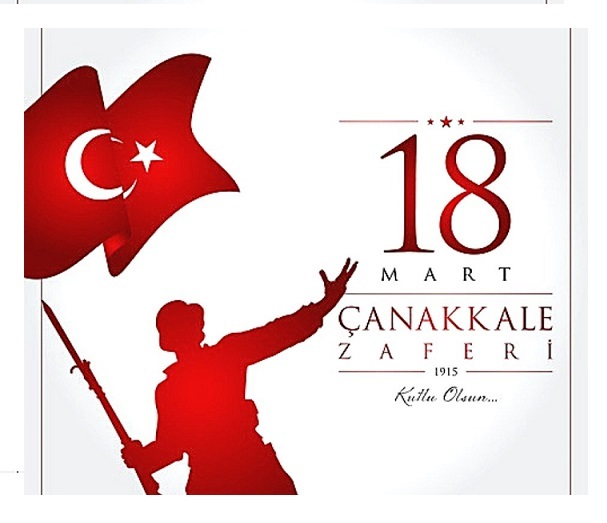 18
MART
ÇANAKKALE
ZAFERİ
1915
Kutlu Olsun...